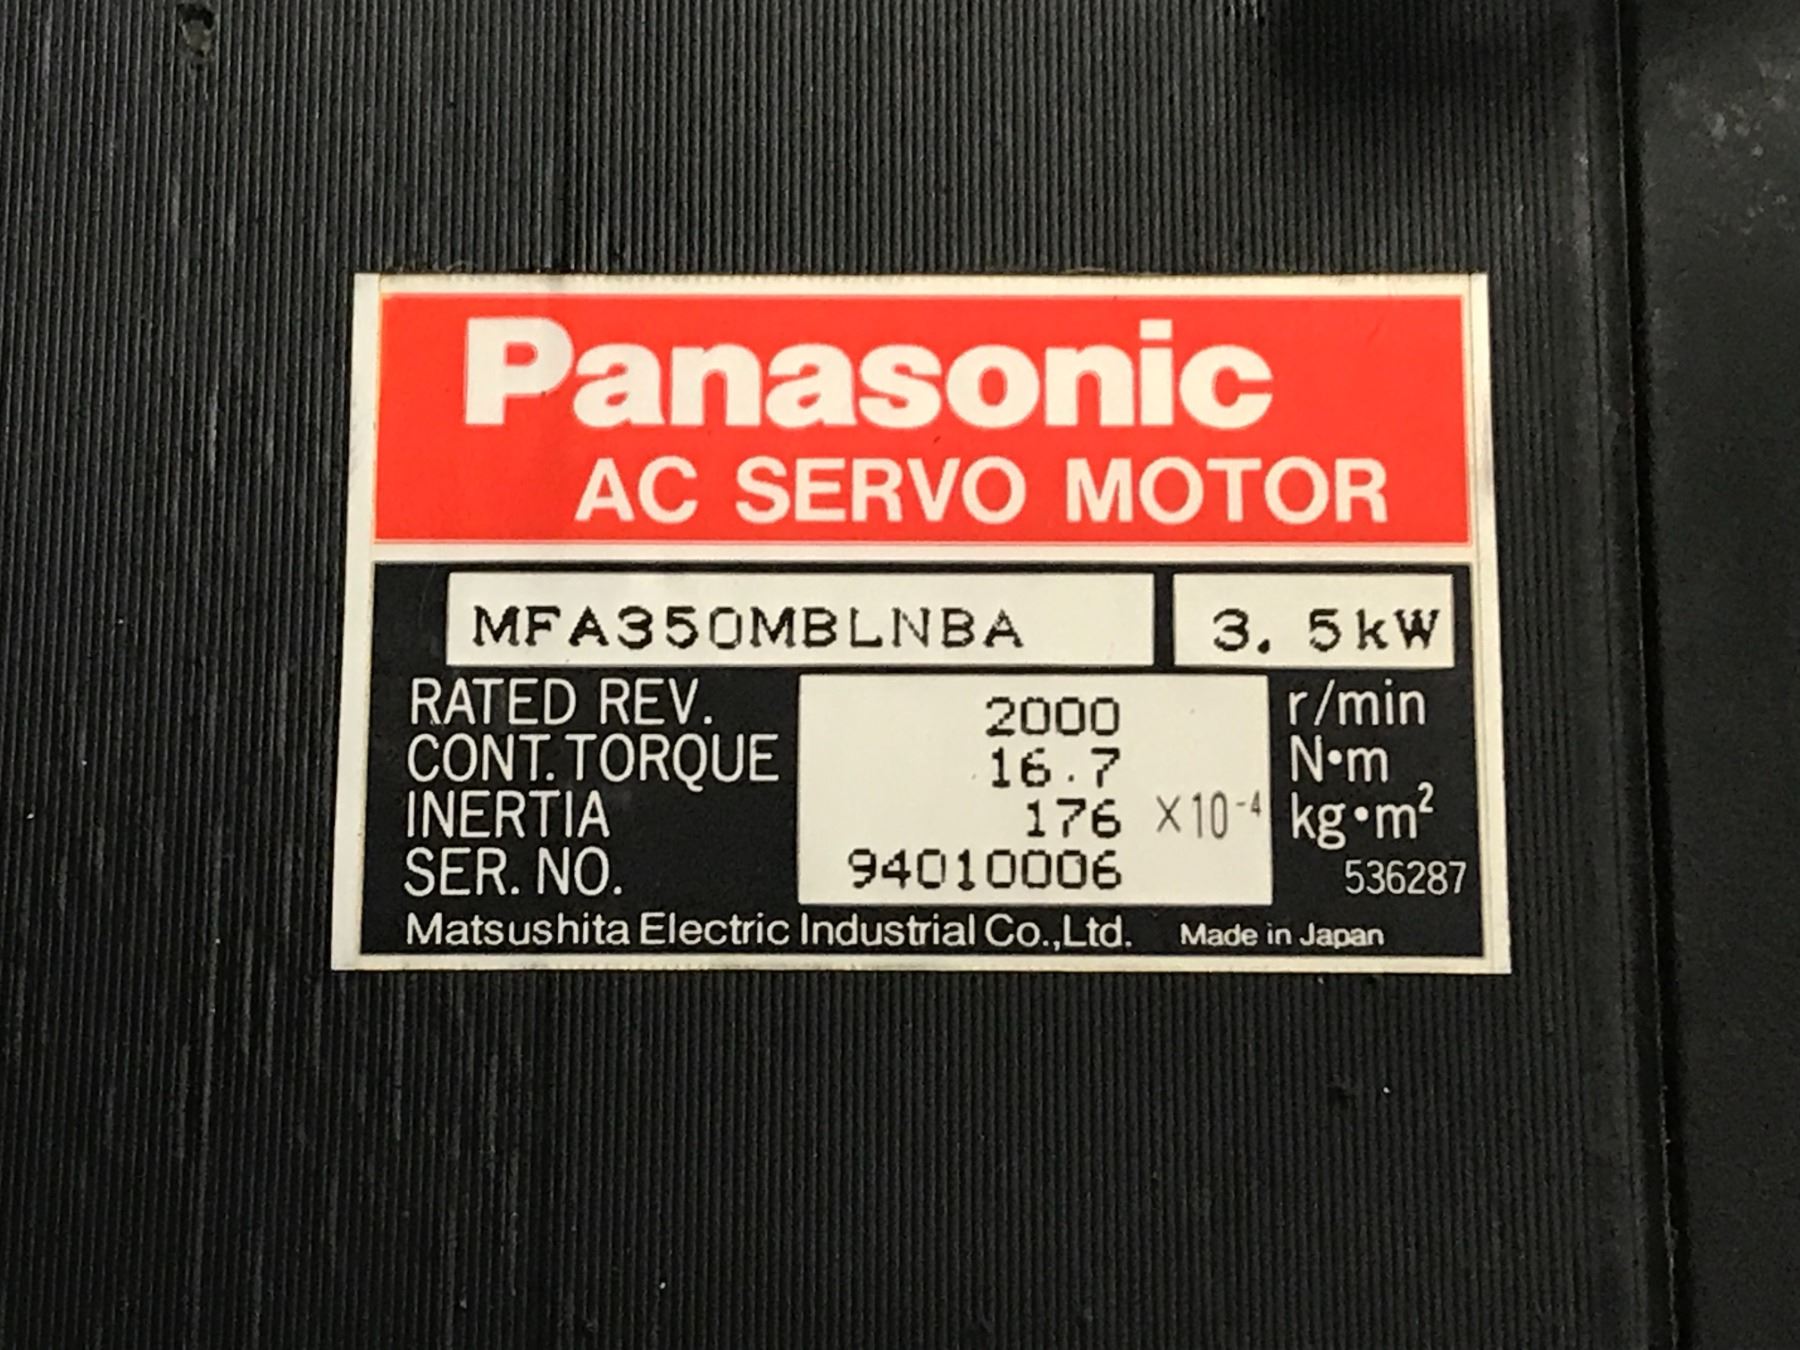 Panasonic
AC SERVO MOTOR
MFA350MBLNBA 3.5kW
RATED REV. 2000 r/min
CONT. TORQUE 16.7 N•m
INERTIA 176 ×10⁻⁴ kg•m²
SER. NO. 94010006 536287
Matsushita Electric Industrial Co.,Ltd. Made in Japan